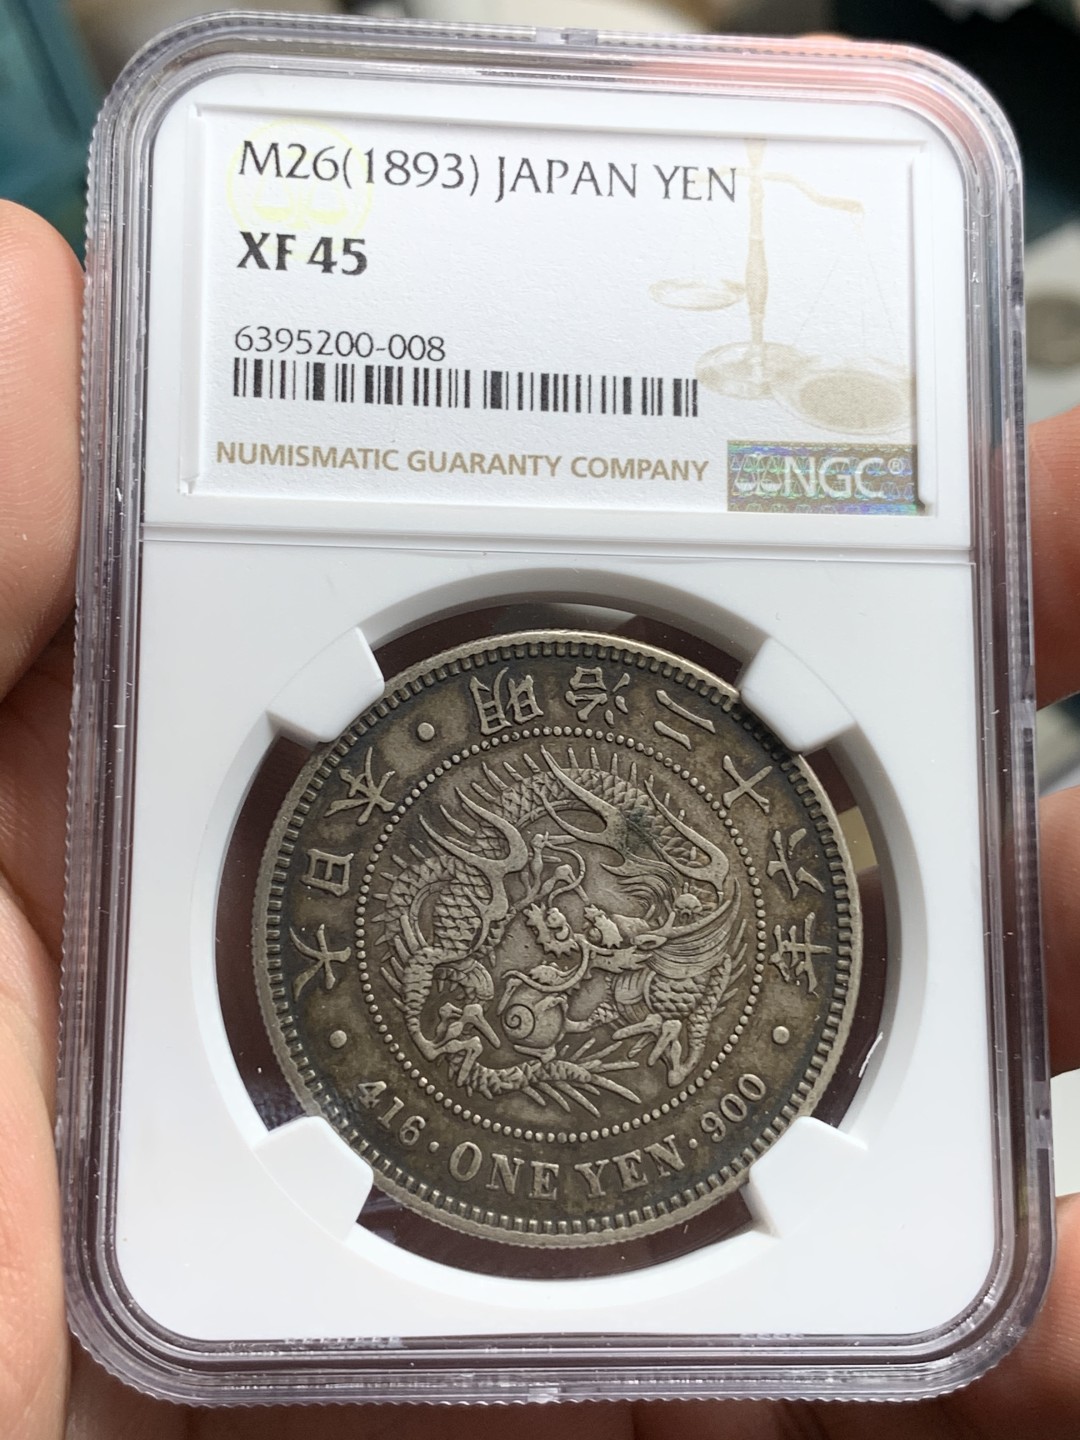 M26(1893) JAPAN YEN
XF 45
6395200-008
NUMISMATIC GUARANTY COMPANY
NGC®
大日本 · 明治二十六年 ·
416 · ONE YEN · 900